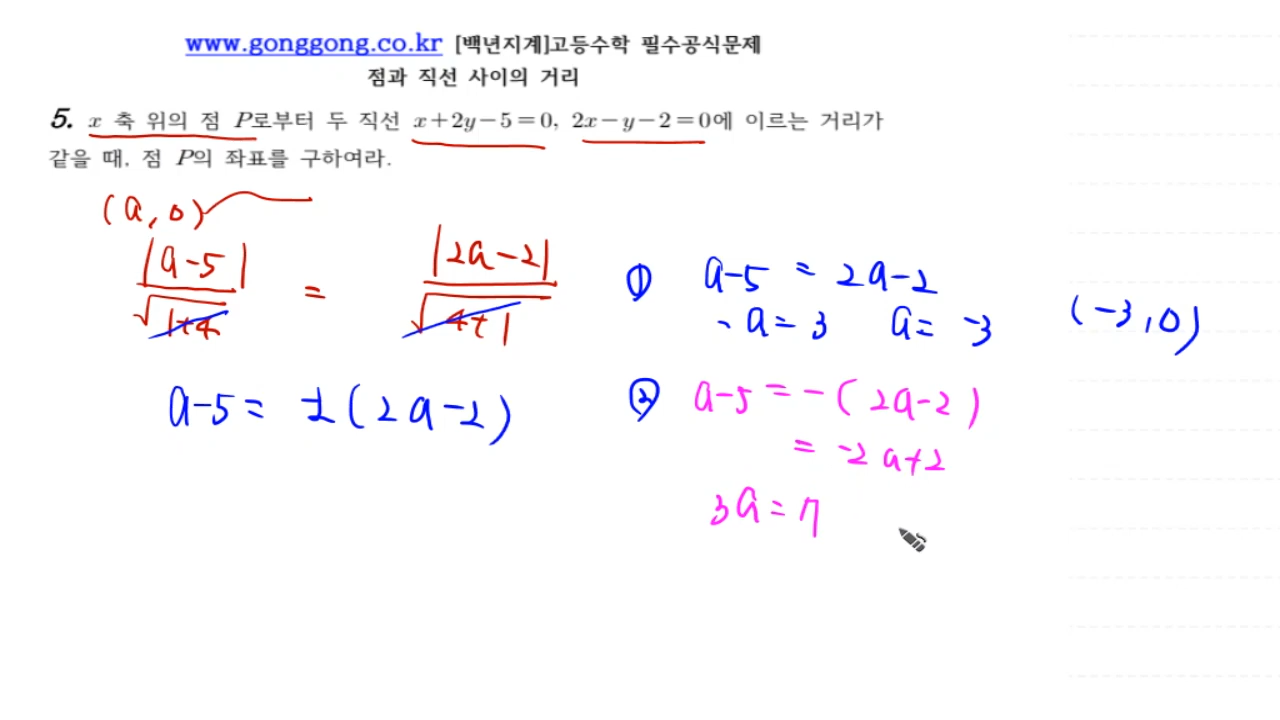 www.gonggong.co.kr [백년지계]고등수학 필수공식문제
점과 직선 사이의 거리
5. x 축 위의 점 P로부터 두 직선 x+2y-5=0, 2x-y-2=0에 이르는 거리가
같을 때, 점 P의 좌표를 구하여라.
(a, 0)
|a-5| / √(1+4) = |2a-2| / √(4+1)
a-5 = ±(2a-2)
① a-5 = 2a-2
-a = 3 a = -3 (-3, 0)
② a-5 = -(2a-2)
= -2a+2
3a = 7